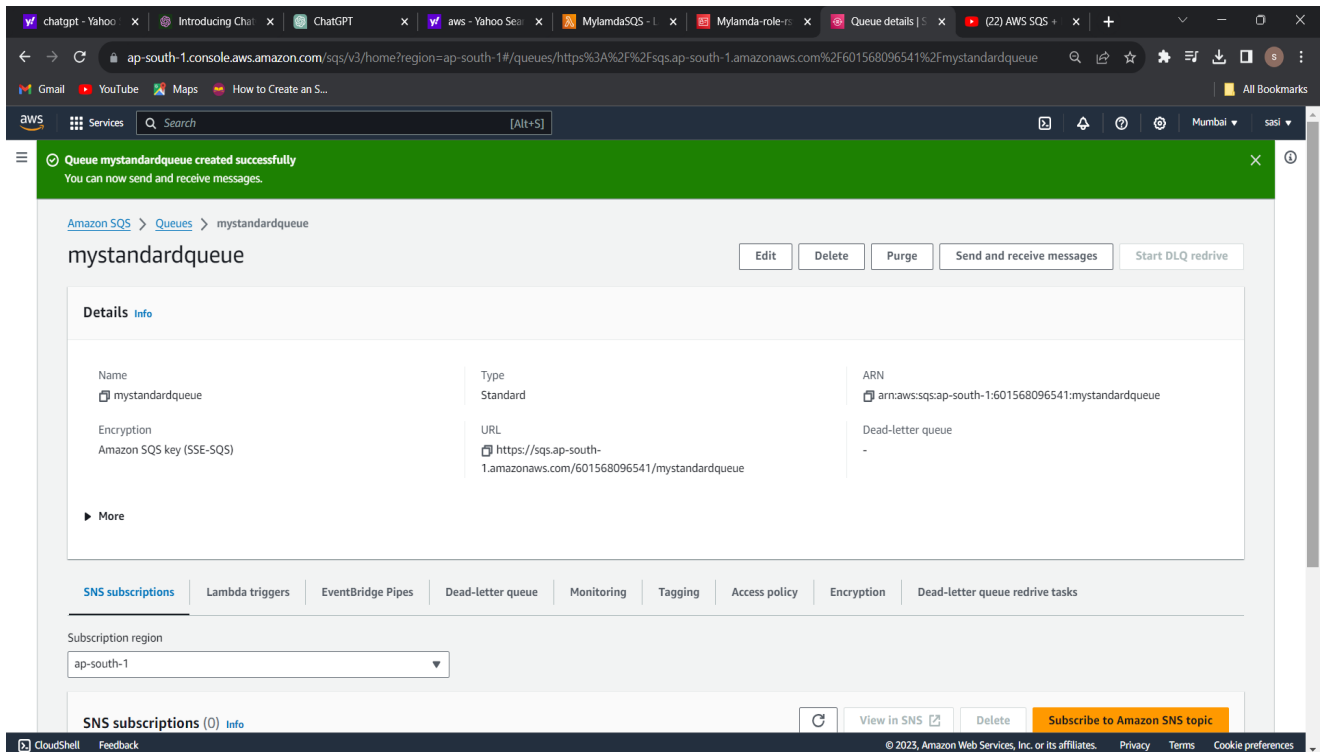 chatgpt - Yahoo
Introducing Chat
ChatGPT
aws - Yahoo Sear
MylamdaSQS - L
Mylamda-role-rs
Queue details | S
(22) AWS SQS +
ap-south-1.console.aws.amazon.com/sqs/v3/home?region=ap-south-1#/queues/https%3A%2F%2Fsqs.ap-south-1.amazonaws.com%2F601568096541%2Fmystandardqueue
s
Gmail
YouTube
Maps
How to Create an S...
All Bookmarks
aws
Services
Search
[Alt+S]
Mumbai
sasi
Queue mystandardqueue created successfully
You can now send and receive messages.
Amazon SQS > Queues > mystandardqueue
mystandardqueue
Edit
Delete
Purge
Send and receive messages
Start DLQ redrive
Details Info
Name
mystandardqueue
Type
Standard
ARN
arn:aws:sqs:ap-south-1:601568096541:mystandardqueue
Encryption
Amazon SQS key (SSE-SQS)
URL
https://sqs.ap-south-
1.amazonaws.com/601568096541/mystandardqueue
Dead-letter queue
-
More
SNS subscriptions
Lambda triggers
EventBridge Pipes
Dead-letter queue
Monitoring
Tagging
Access policy
Encryption
Dead-letter queue redrive tasks
Subscription region
ap-south-1
SNS subscriptions (0) Info
View in SNS
Delete
Subscribe to Amazon SNS topic
CloudShell
Feedback
© 2023, Amazon Web Services, Inc. or its affiliates.
Privacy
Terms
Cookie preferences